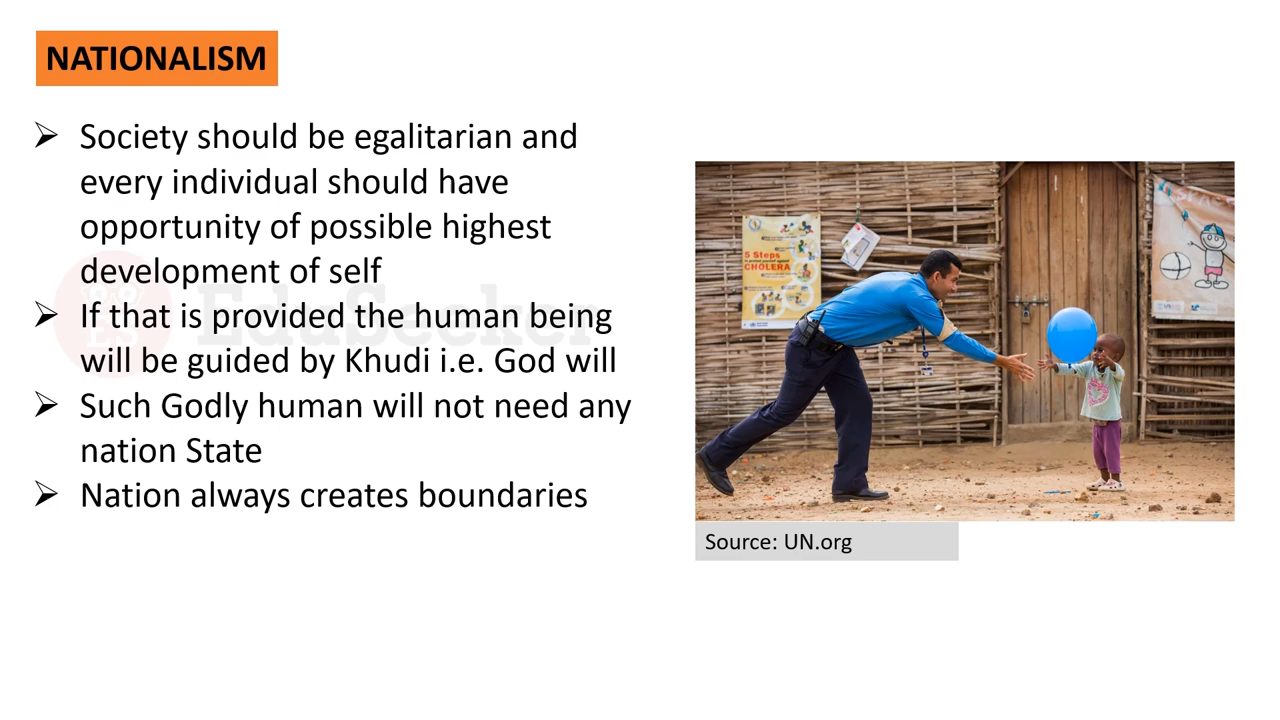 NATIONALISM
➢ Society should be egalitarian and
every individual should have
opportunity of possible highest
development of self
➢ If that is provided the human being
will be guided by Khudi i.e. God will
➢ Such Godly human will not need any
nation State
➢ Nation always creates boundaries
EduSeeker
5 Steps
CHOLERA
Source: UN.org